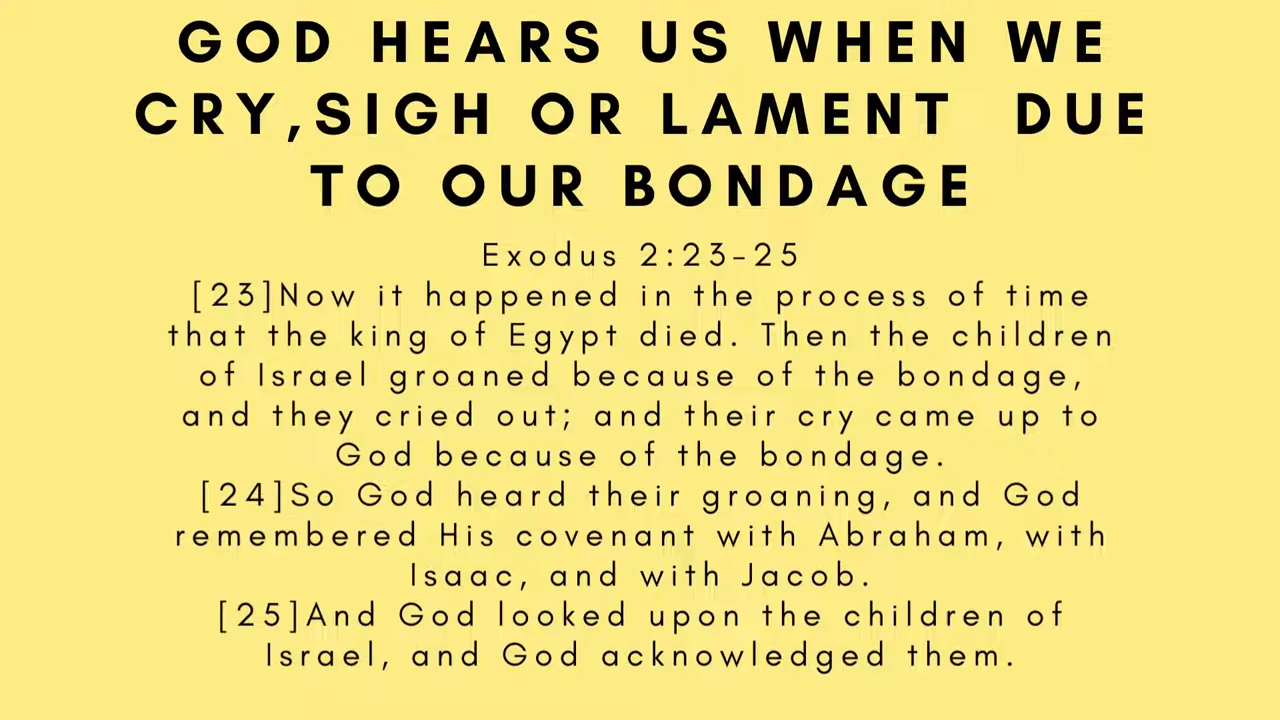 GOD HEARS US WHEN WE
CRY,SIGH OR LAMENT DUE
TO OUR BONDAGE
Exodus 2:23-25
[23]Now it happened in the process of time
that the king of Egypt died. Then the children
of Israel groaned because of the bondage,
and they cried out; and their cry came up to
God because of the bondage.
[24]So God heard their groaning, and God
remembered His covenant with Abraham, with
Isaac, and with Jacob.
[25]And God looked upon the children of
Israel, and God acknowledged them.